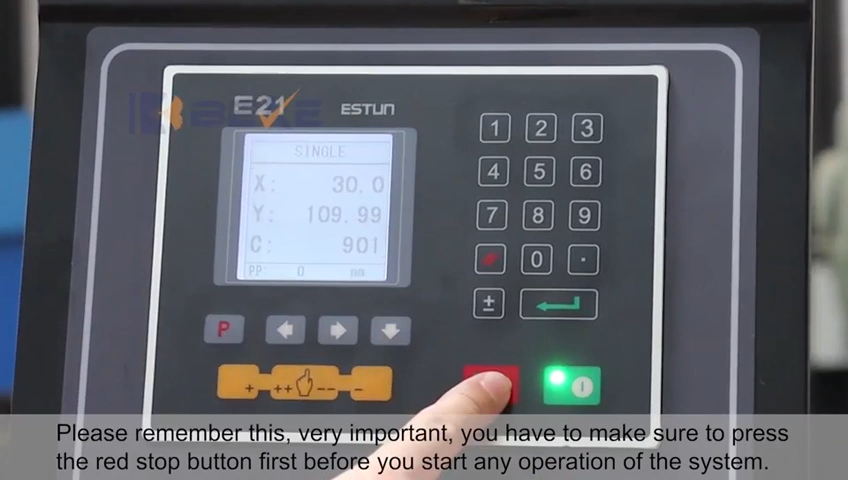 E21
ESTUN
SINGLE
X: 30.0
Y: 109.99
C: 901
PP: 0 mm
1 2 3
4 5 6
7 8 9
0 .
±
P
+ ++ -- -
Please remember this, very important, you have to make sure to press
the red stop button first before you start any operation of the system.